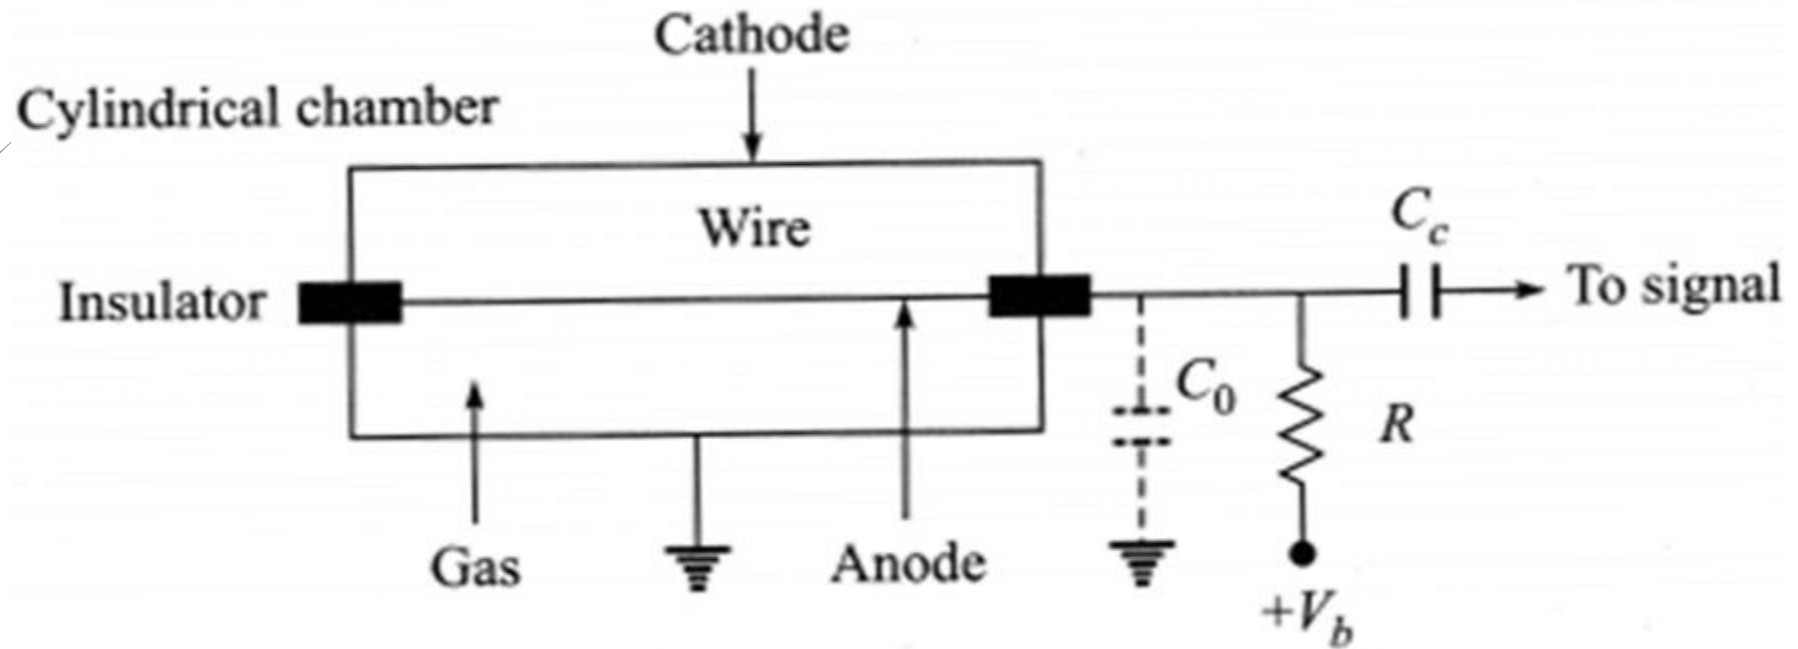 Cathode
Cylindrical chamber
Wire
C_c
Insulator
To signal
C_0
R
Gas
Anode
+V_b